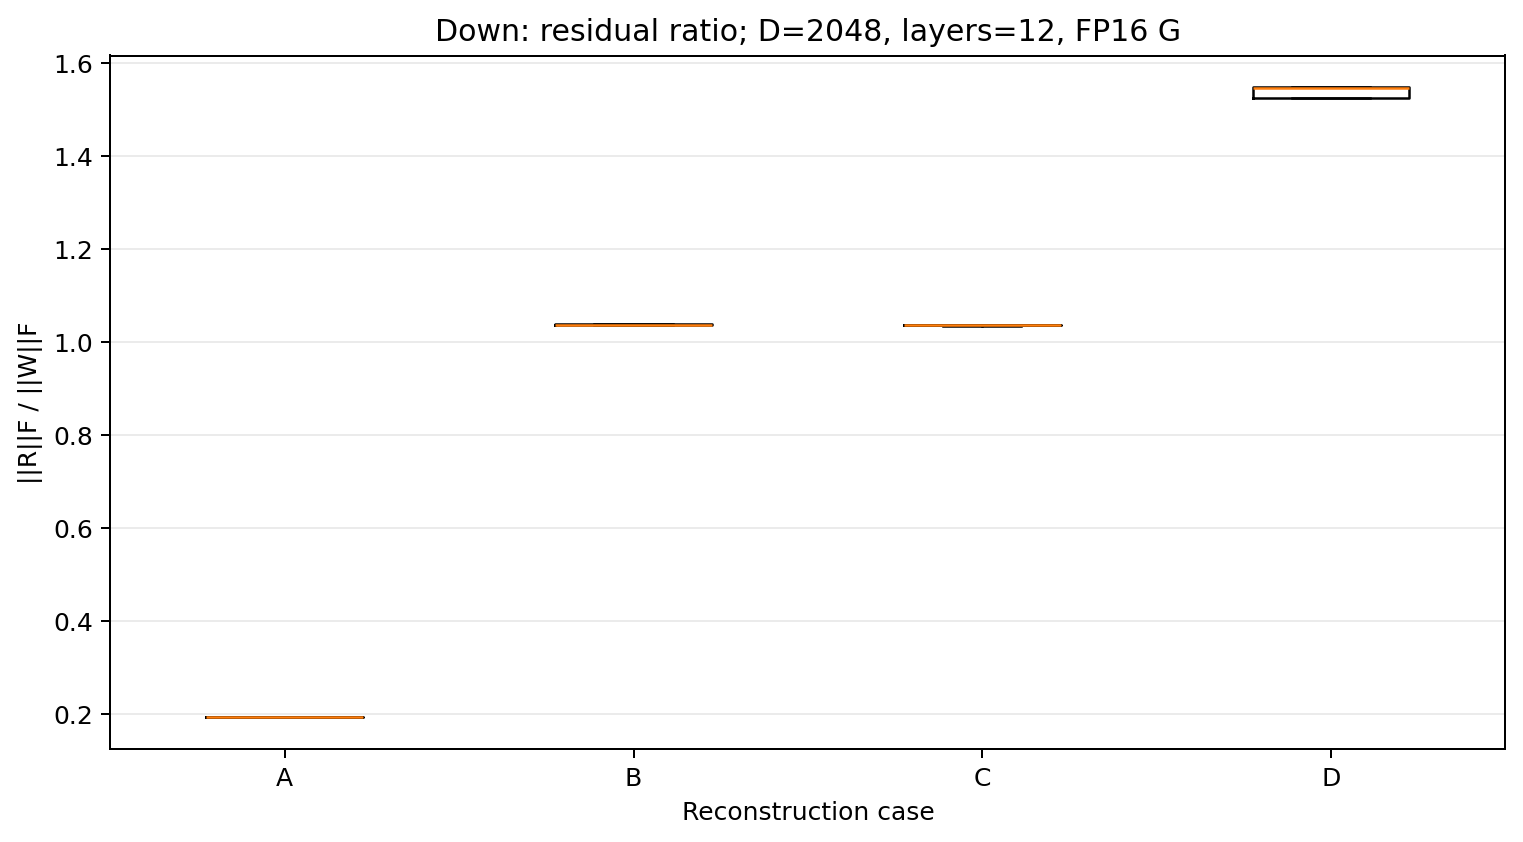 Down: residual ratio; D=2048, layers=12, FP16 G
||R||F / ||W||F
1.6
1.4
1.2
1.0
0.8
0.6
0.4
0.2
A B C D
Reconstruction case